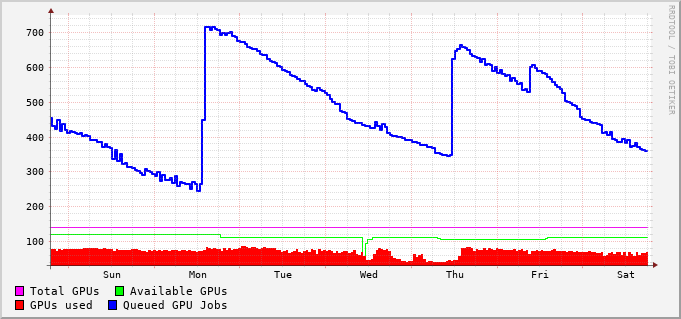 700
600
500
400
300
200
100
Sun Mon Tue Wed Thu Fri Sat
RRDTOOL / TOBI OETIKER
Total GPUs Available GPUs
GPUs used Queued GPU Jobs